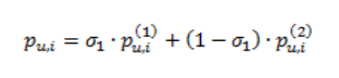 p_{u,i} = σ_1 · p_{u,i}^{(1)} + (1 − σ_1) · p_{u,i}^{(2)}